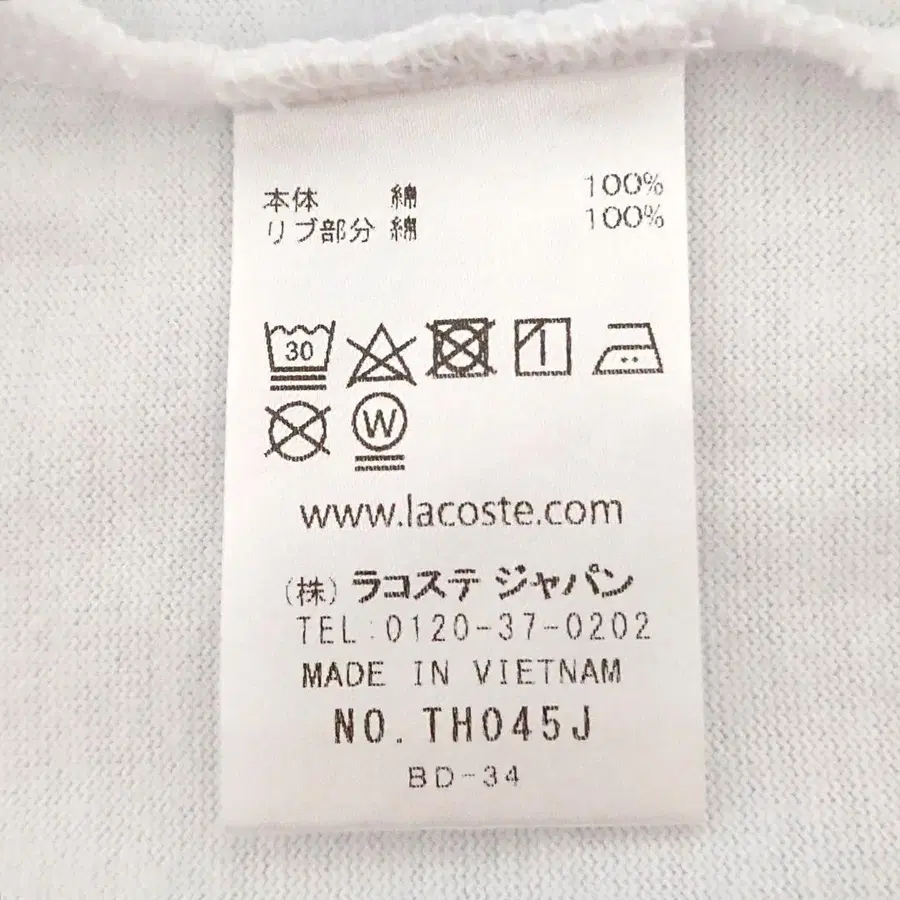 本体 綿 100%
リブ部分 綿 100%
30
W
www.lacoste.com
(株) ラコステ ジャパン
TEL:0120-37-0202
MADE IN VIETNAM
NO. TH045J
BD-34